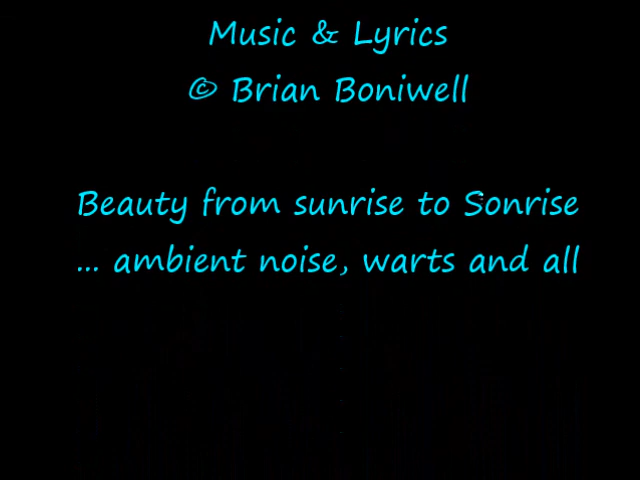 Music & Lyrics
© Brian Boniwell
Beauty from sunrise to Sonrise
... ambient noise, warts and all